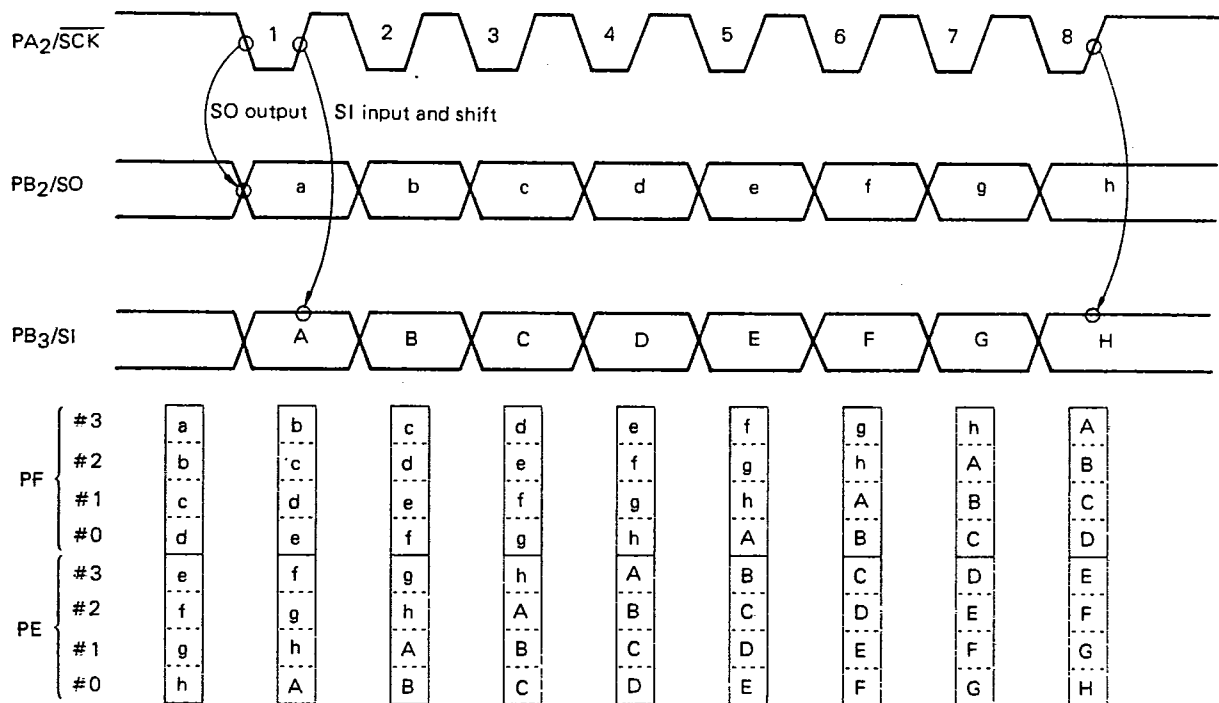 PA2/SCK 1 2 3 4 5 6 7 8
SO output SI input and shift
PB2/SO a b c d e f g h
PB3/SI A B C D E F G H
PF
#3 a b c d e f g h A
#2 b c d e f g h A B
#1 c d e f g h A B C
#0 d e f g h A B C D
PE
#3 e f g h A B C D E
#2 f g h A B C D E F
#1 g h A B C D E F G
#0 h A B C D E F G H